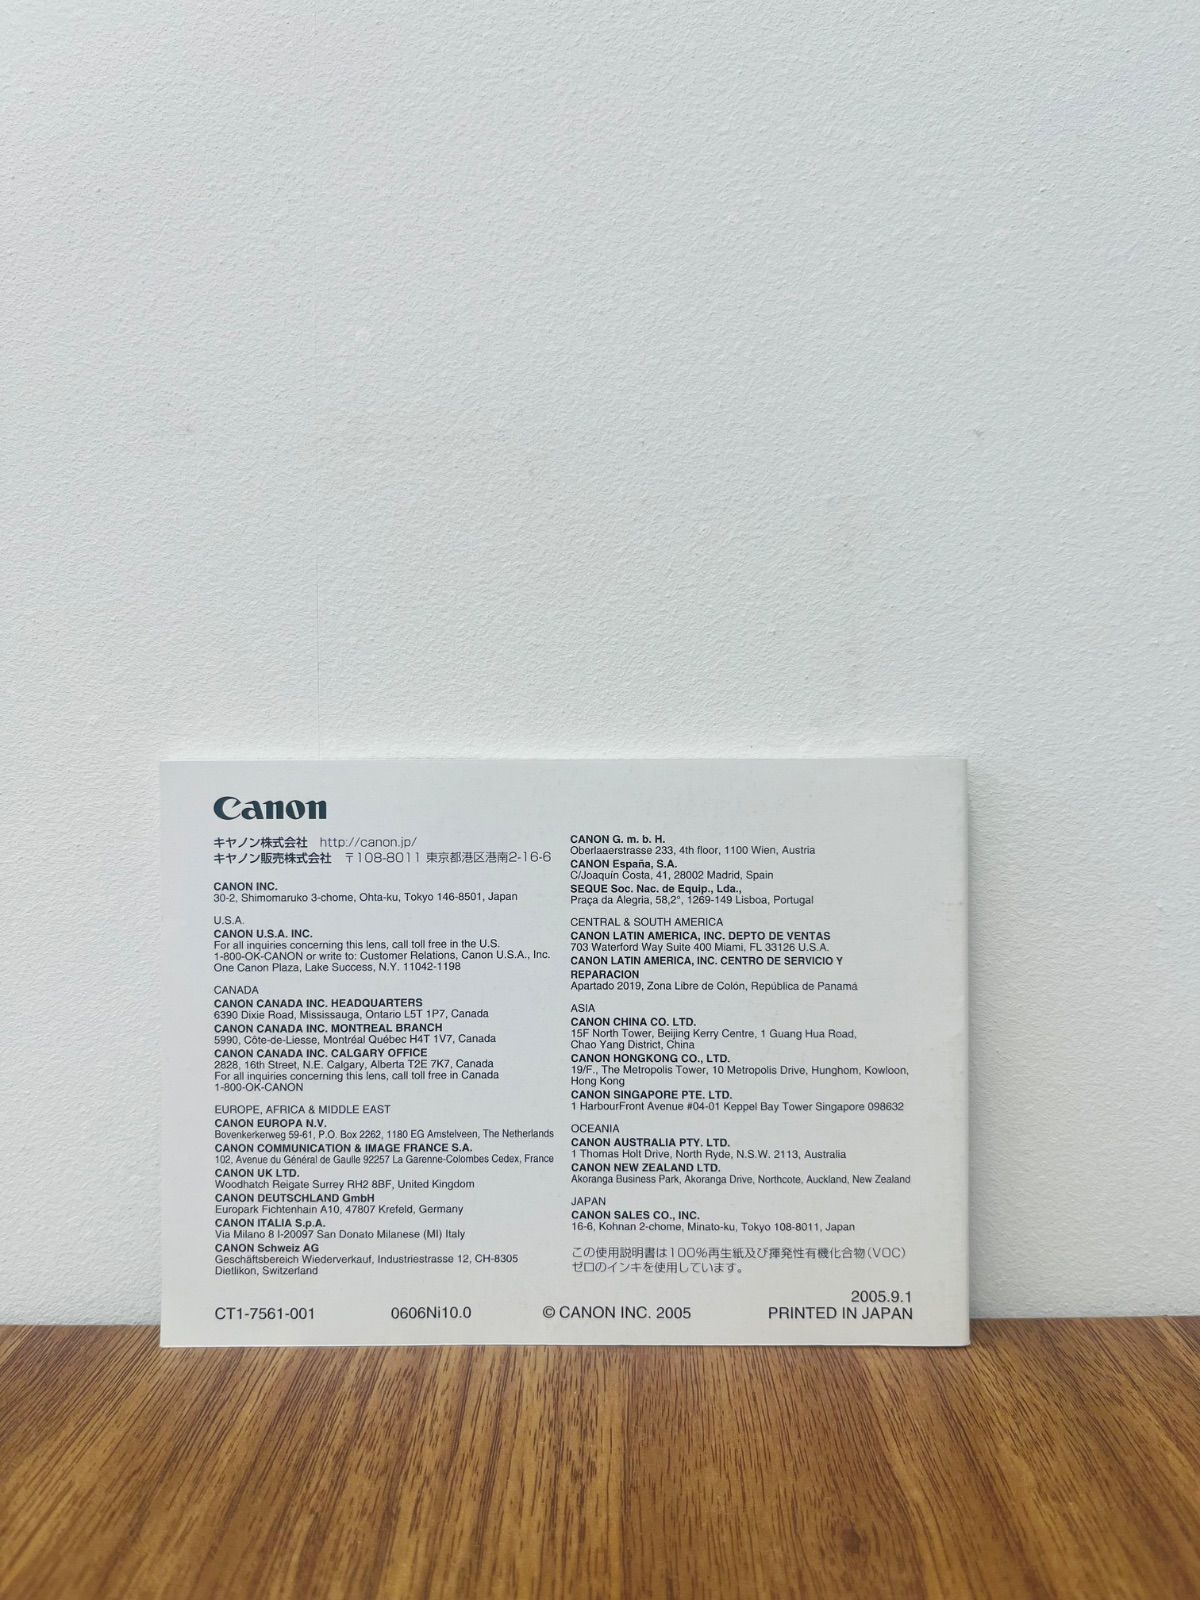 Canon
キヤノン株式会社 http://canon.jp/
キヤノン販売株式会社 〒108-8011 東京都港区港南2-16-6
CANON INC.
30-2, Shimomaruko 3-chome, Ohta-ku, Tokyo 146-8501, Japan
U.S.A.
CANON U.S.A. INC.
For all inquiries concerning this lens, call toll free in the U.S.
1-800-OK-CANON or write to: Customer Relations, Canon U.S.A., Inc.
One Canon Plaza, Lake Success, N.Y. 11042-1198
CANADA
CANON CANADA INC. HEADQUARTERS
6390 Dixie Road, Mississauga, Ontario L5T 1P7, Canada
CANON CANADA INC. MONTREAL BRANCH
5990, Côte-de-Liesse, Montréal Québec H4T 1V7, Canada
CANON CANADA INC. CALGARY OFFICE
2828, 16th Street, N.E. Calgary, Alberta T2E 7K7, Canada
For all inquiries concerning this lens, call toll free in Canada
1-800-OK-CANON
EUROPE, AFRICA & MIDDLE EAST
CANON EUROPA N.V.
Bovenkerkerweg 59-61, P.O. Box 2262, 1180 EG Amstelveen, The Netherlands
CANON COMMUNICATION & IMAGE FRANCE S.A.
102, Avenue du Général de Gaulle 92257 La Garenne-Colombes Cedex, France
CANON UK LTD.
Woodhatch Reigate Surrey RH2 8BF, United Kingdom
CANON DEUTSCHLAND GmbH
Europark Fichtenhain A10, 47807 Krefeld, Germany
CANON ITALIA S.p.A.
Via Milano 8 I-20097 San Donato Milanese (MI) Italy
CANON Schweiz AG
Geschäftsbereich Wiederverkauf, Industriestrasse 12, CH-8305
Dietlikon, Switzerland
CANON G. m. b. H.
Oberlaaerstrasse 233, 4th floor, 1100 Wien, Austria
CANON España, S.A.
C/Joaquín Costa, 41, 28002 Madrid, Spain
SEQUE Soc. Nac. de Equip., Lda.,
Praça da Alegria, 58,2°, 1269-149 Lisboa, Portugal
CENTRAL & SOUTH AMERICA
CANON LATIN AMERICA, INC. DEPTO DE VENTAS
703 Waterford Way Suite 400 Miami, FL 33126 U.S.A.
CANON LATIN AMERICA, INC. CENTRO DE SERVICIO Y
REPARACION
Apartado 2019, Zona Libre de Colón, República de Panamá
ASIA
CANON CHINA CO. LTD.
15F North Tower, Beijing Kerry Centre, 1 Guang Hua Road,
Chao Yang District, China
CANON HONGKONG CO., LTD.
19/F., The Metropolis Tower, 10 Metropolis Drive, Hunghom, Kowloon,
Hong Kong
CANON SINGAPORE PTE. LTD.
1 HarbourFront Avenue #04-01 Keppel Bay Tower Singapore 098632
OCEANIA
CANON AUSTRALIA PTY. LTD.
1 Thomas Holt Drive, North Ryde, N.S.W. 2113, Australia
CANON NEW ZEALAND LTD.
Akoranga Business Park, Akoranga Drive, Northcote, Auckland, New Zealand
JAPAN
CANON SALES CO., INC.
16-6, Kohnan 2-chome, Minato-ku, Tokyo 108-8011, Japan
この使用説明書は100%再生紙及び揮発性有機化合物(VOC)
ゼロのインキを使用しています。
2005.9.1
CT1-7561-001 0606Ni10.0 © CANON INC. 2005 PRINTED IN JAPAN